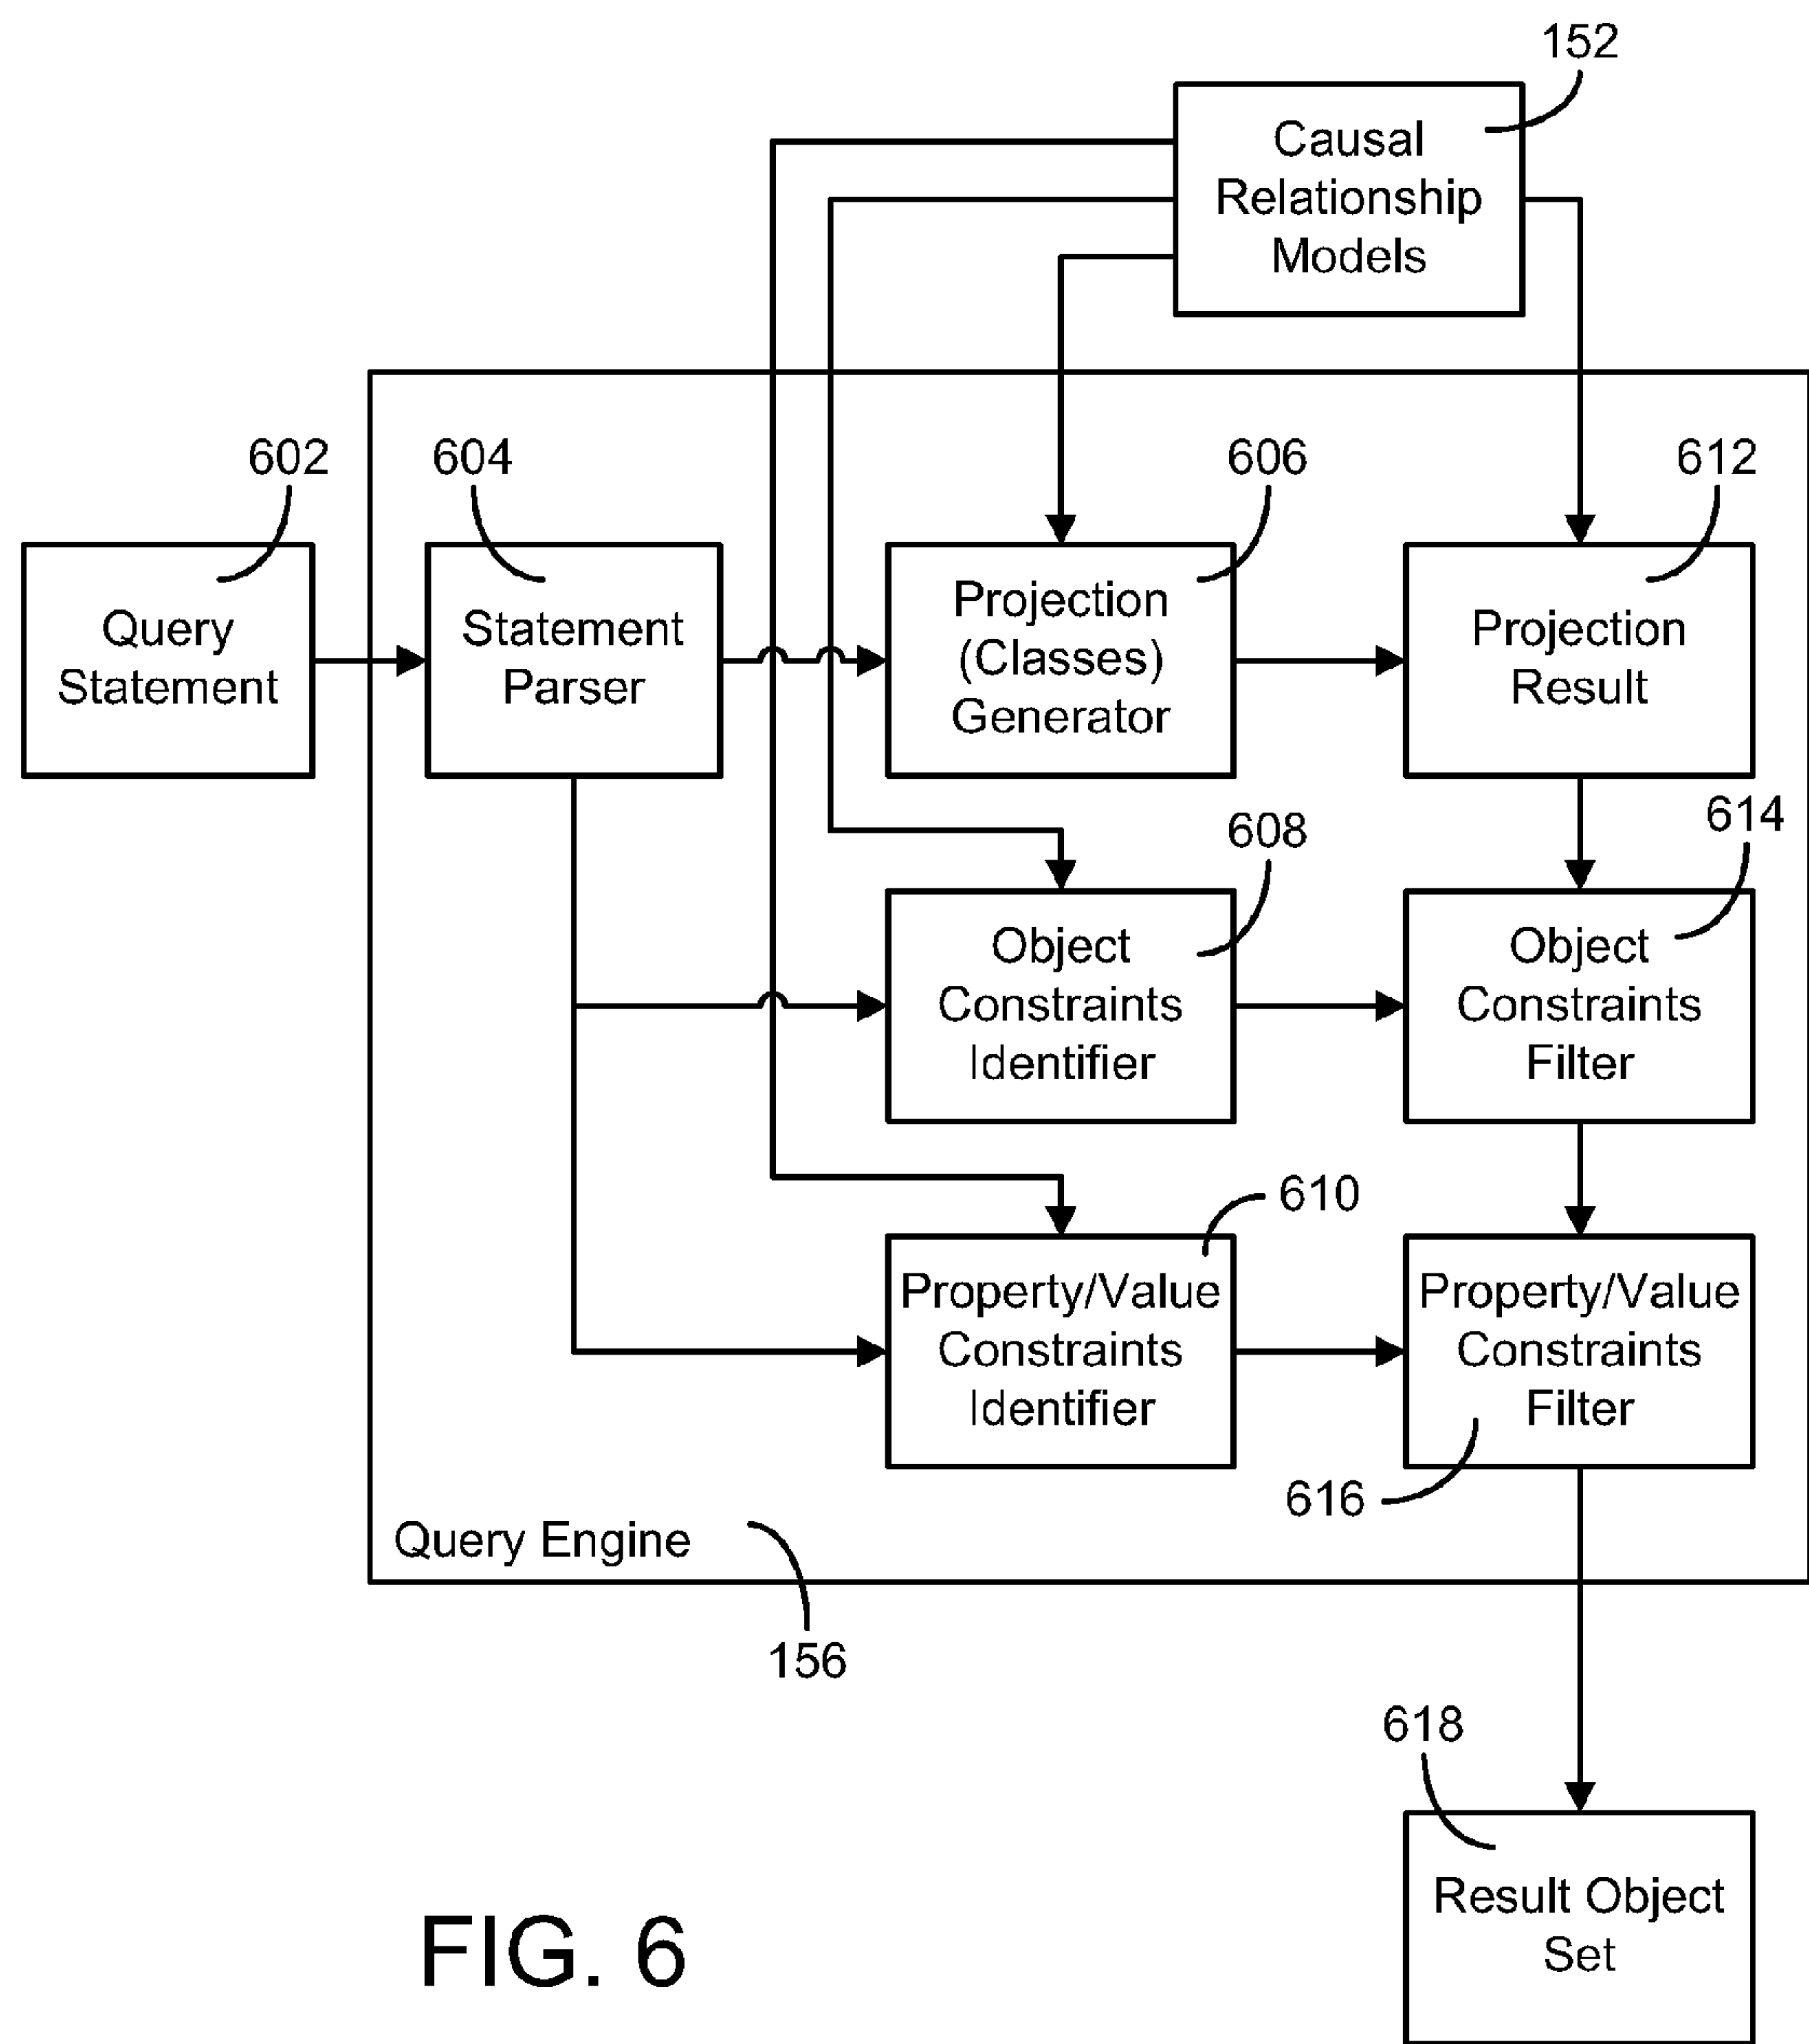 152
Causal
Relationship
Models
602
604
606
612
Query
Statement
Statement
Parser
Projection
(Classes)
Generator
Projection
Result
608
614
Object
Constraints
Identifier
Object
Constraints
Filter
610
Property/Value
Constraints
Identifier
Property/Value
Constraints
Filter
616
Query Engine
156
618
Result Object
Set
FIG. 6